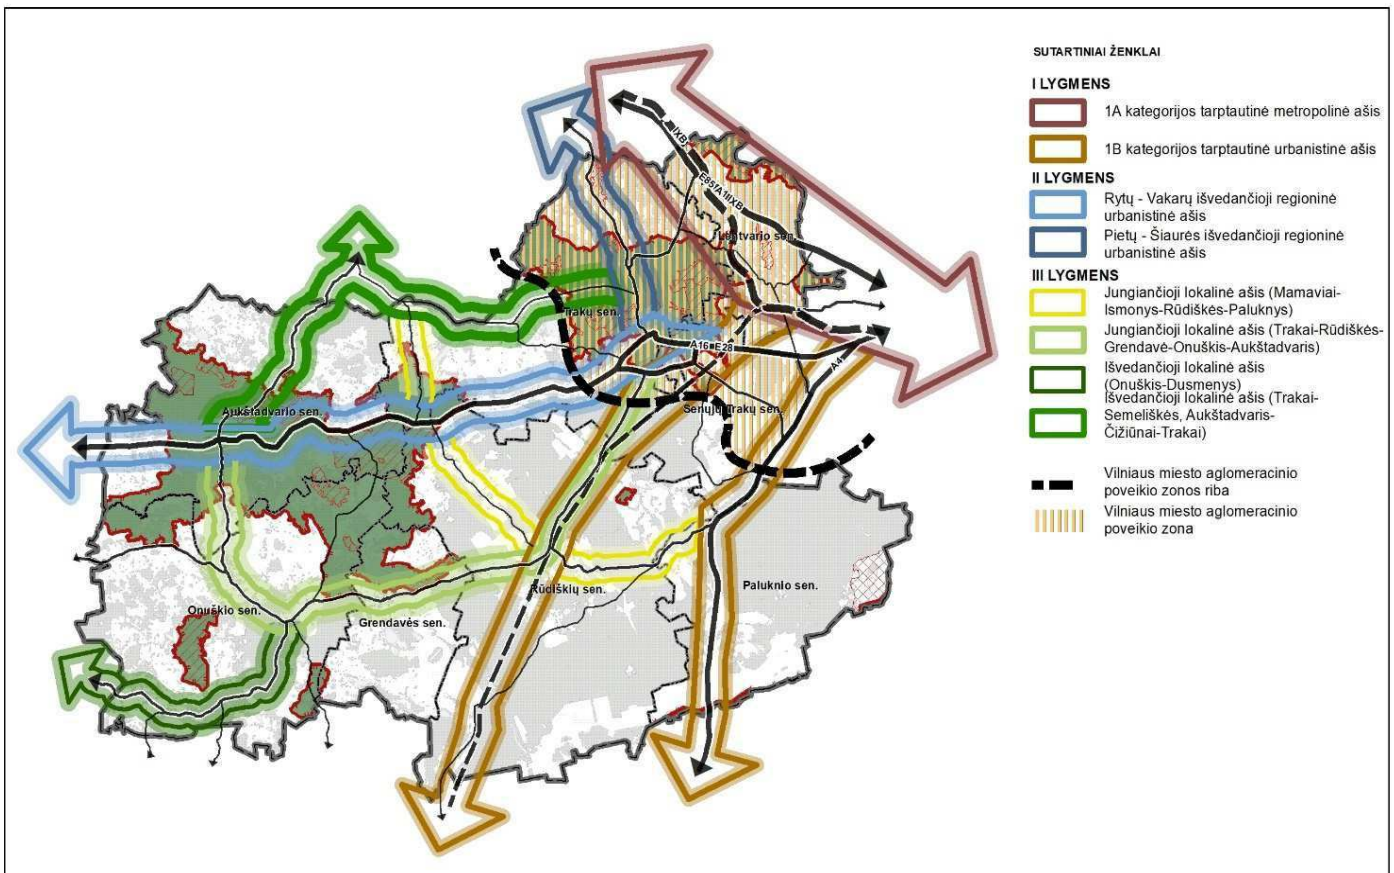 SUTARTINIAI ŽENKLAI
I LYGMENS
1A kategorijos tarptautinė metropolinė ašis
1B kategorijos tarptautinė urbanistinė ašis
II LYGMENS
Rytų - Vakarų išvedančioji regioninė
urbanistinė ašis
Pietų - Šiaurės išvedančioji regioninė
urbanistinė ašis
III LYGMENS
Jungiančioji lokalinė ašis (Mamaviai-
Ismonys-Rūdiškės-Paluknys)
Jungiančioji lokalinė ašis (Trakai-Rūdiškės-
Grendavė-Onuškis-Aukštadvaris)
Išvedančioji lokalinė ašis
(Onuškis-Dusmenys)
Išvedančioji lokalinė ašis (Trakai-
Semeliškės, Aukštadvaris-
Čižiūnai-Trakai)
Vilniaus miesto aglomeracinio
poveikio zonos riba
Vilniaus miesto aglomeracinio
poveikio zona
IXB
Lentvario sen.
Trakų sen.
A16 E28
A4
Aukštadvario sen.
Senųjų Trakų sen.
Rūdiškių sen.
Paluknio sen.
Onuškio sen.
Grendavės sen.